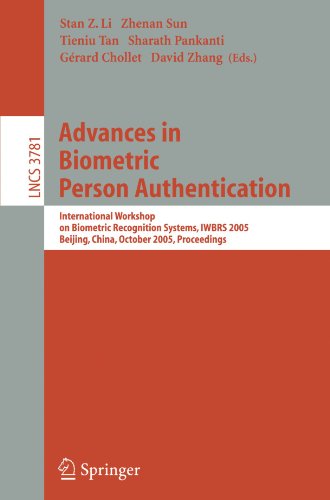 Stan Z. Li    Zhenan Sun
Tieniu Tan    Sharath Pankanti
Gérard Chollet    David Zhang    (Eds.)
LNCS 3781
Advances in
Biometric
Person Authentication
International Workshop
on Biometric Recognition Systems, IWBRS 2005
Beijing, China, October 2005, Proceedings
Springer